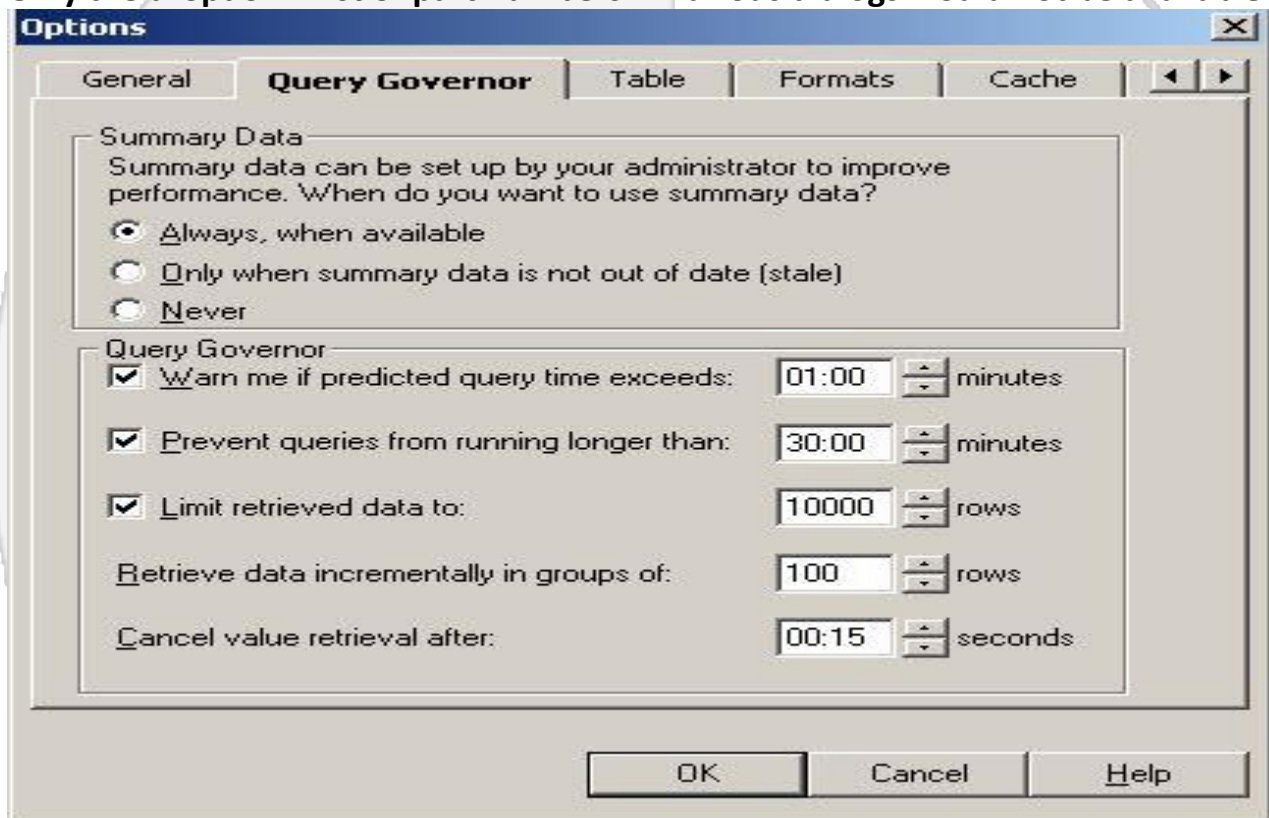 Options
General Query Governor Table Formats Cache
Summary Data
Summary data can be set up by your administrator to improve
performance. When do you want to use summary data?
Always, when available
Only when summary data is not out of date (stale)
Never
Query Governor
Warn me if predicted query time exceeds: 01:00 minutes
Prevent queries from running longer than: 30:00 minutes
Limit retrieved data to: 10000 rows
Retrieve data incrementally in groups of: 100 rows
Cancel value retrieval after: 00:15 seconds
OK Cancel Help